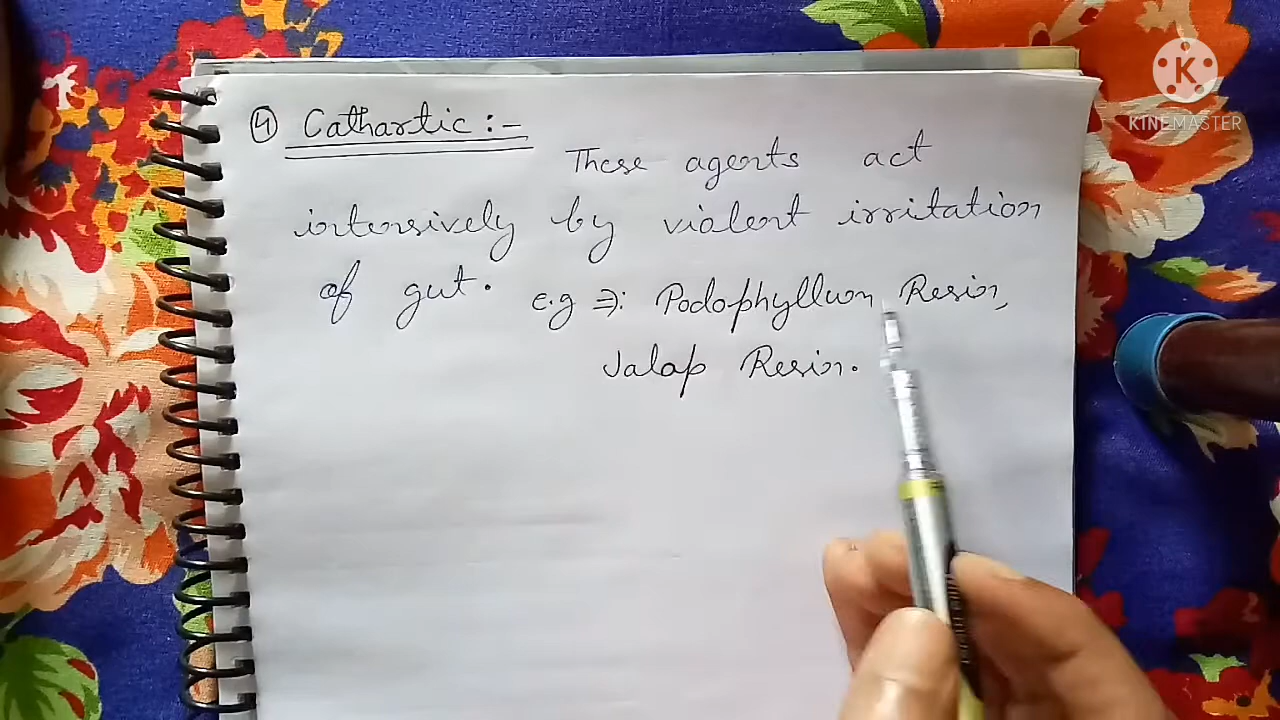 ④ Cathartic :-
These agents act
intensively by violent irritation
of gut. e.g ⇒: Podophyllum Resin,
Jalap Resin.
K
KINEMASTER